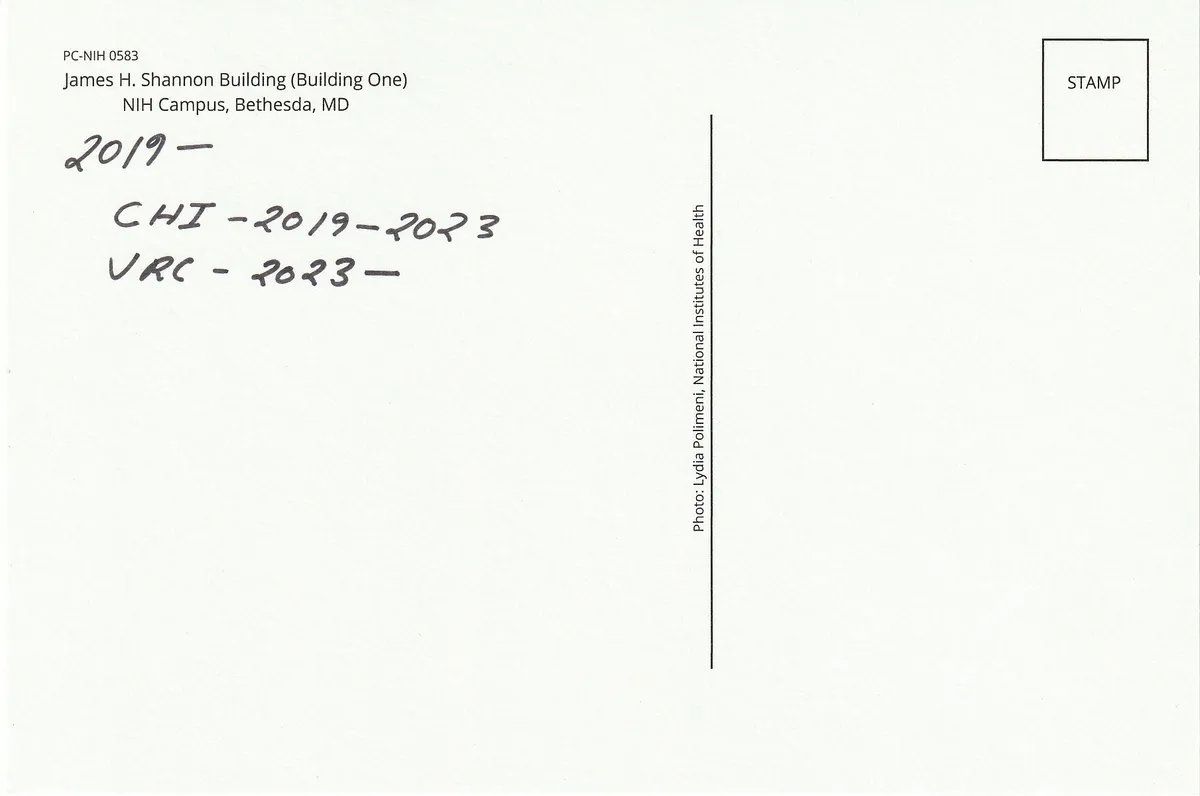 PC-NIH 0583
James H. Shannon Building (Building One)
NIH Campus, Bethesda, MD
2019 —
CHI - 2019 - 2023
VRC - 2023 —
Photo: Lydia Polimeni, National Institutes of Health
STAMP